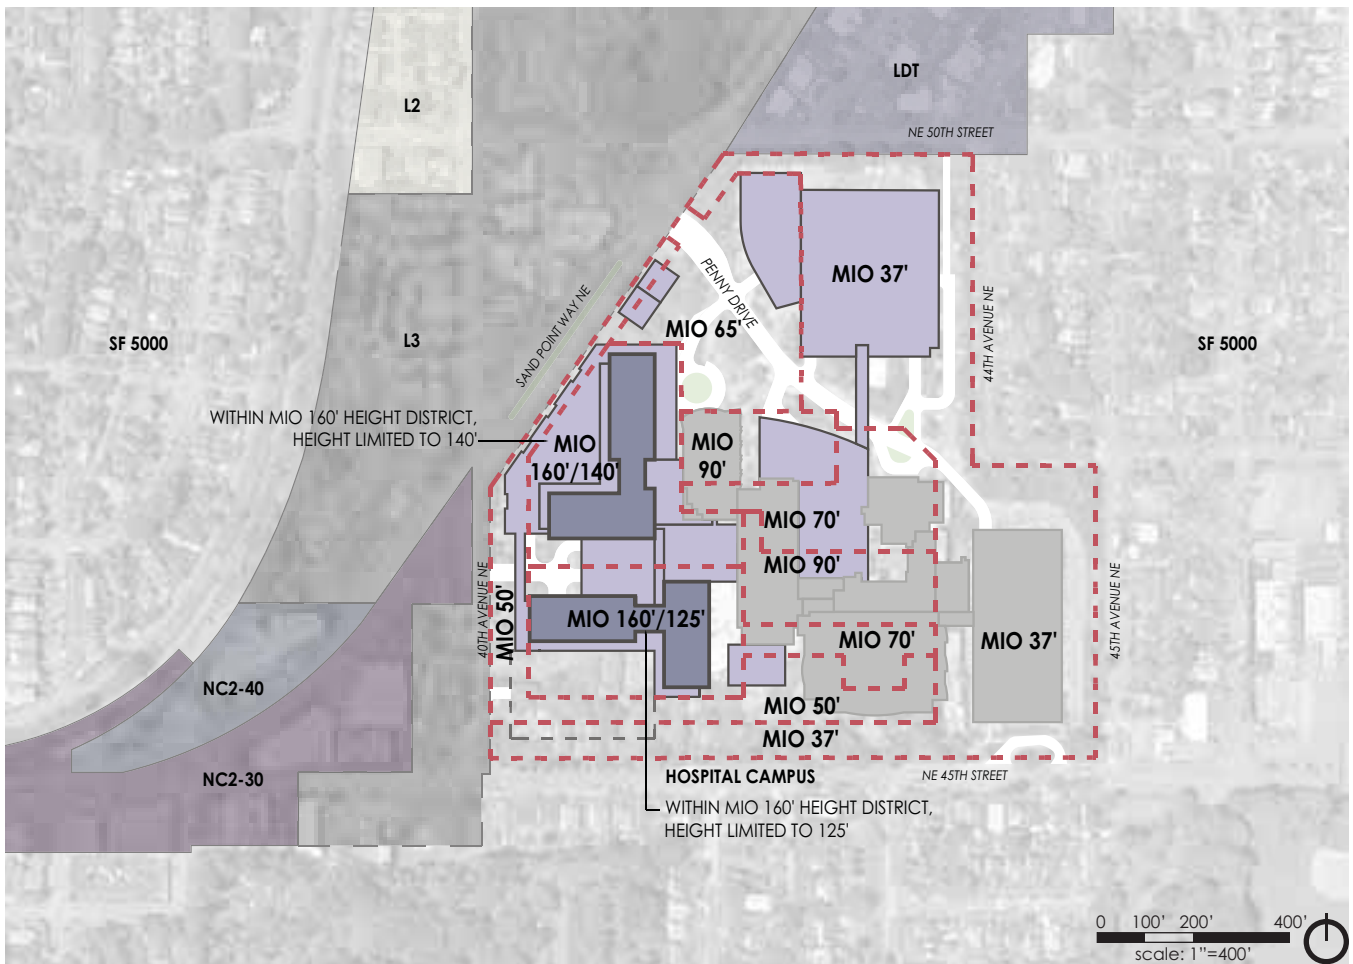 LDT
L2
NE 50TH STREET
PENNY DRIVE
MIO 37'
SAND POINT WAY NE
44TH AVENUE NE
MIO 65'
SF 5000
L3
SF 5000
WITHIN MIO 160' HEIGHT DISTRICT,
HEIGHT LIMITED TO 140'
MIO
160'/140'
MIO
90'
MIO 70'
MIO 90'
40TH AVENUE NE
MIO 50'
MIO 160'/125'
MIO 70'
MIO 37'
45TH AVENUE NE
NC2-40
MIO 50'
MIO 37'
NC2-30
HOSPITAL CAMPUS
NE 45TH STREET
WITHIN MIO 160' HEIGHT DISTRICT,
HEIGHT LIMITED TO 125'
0 100' 200' 400'
scale: 1"=400'